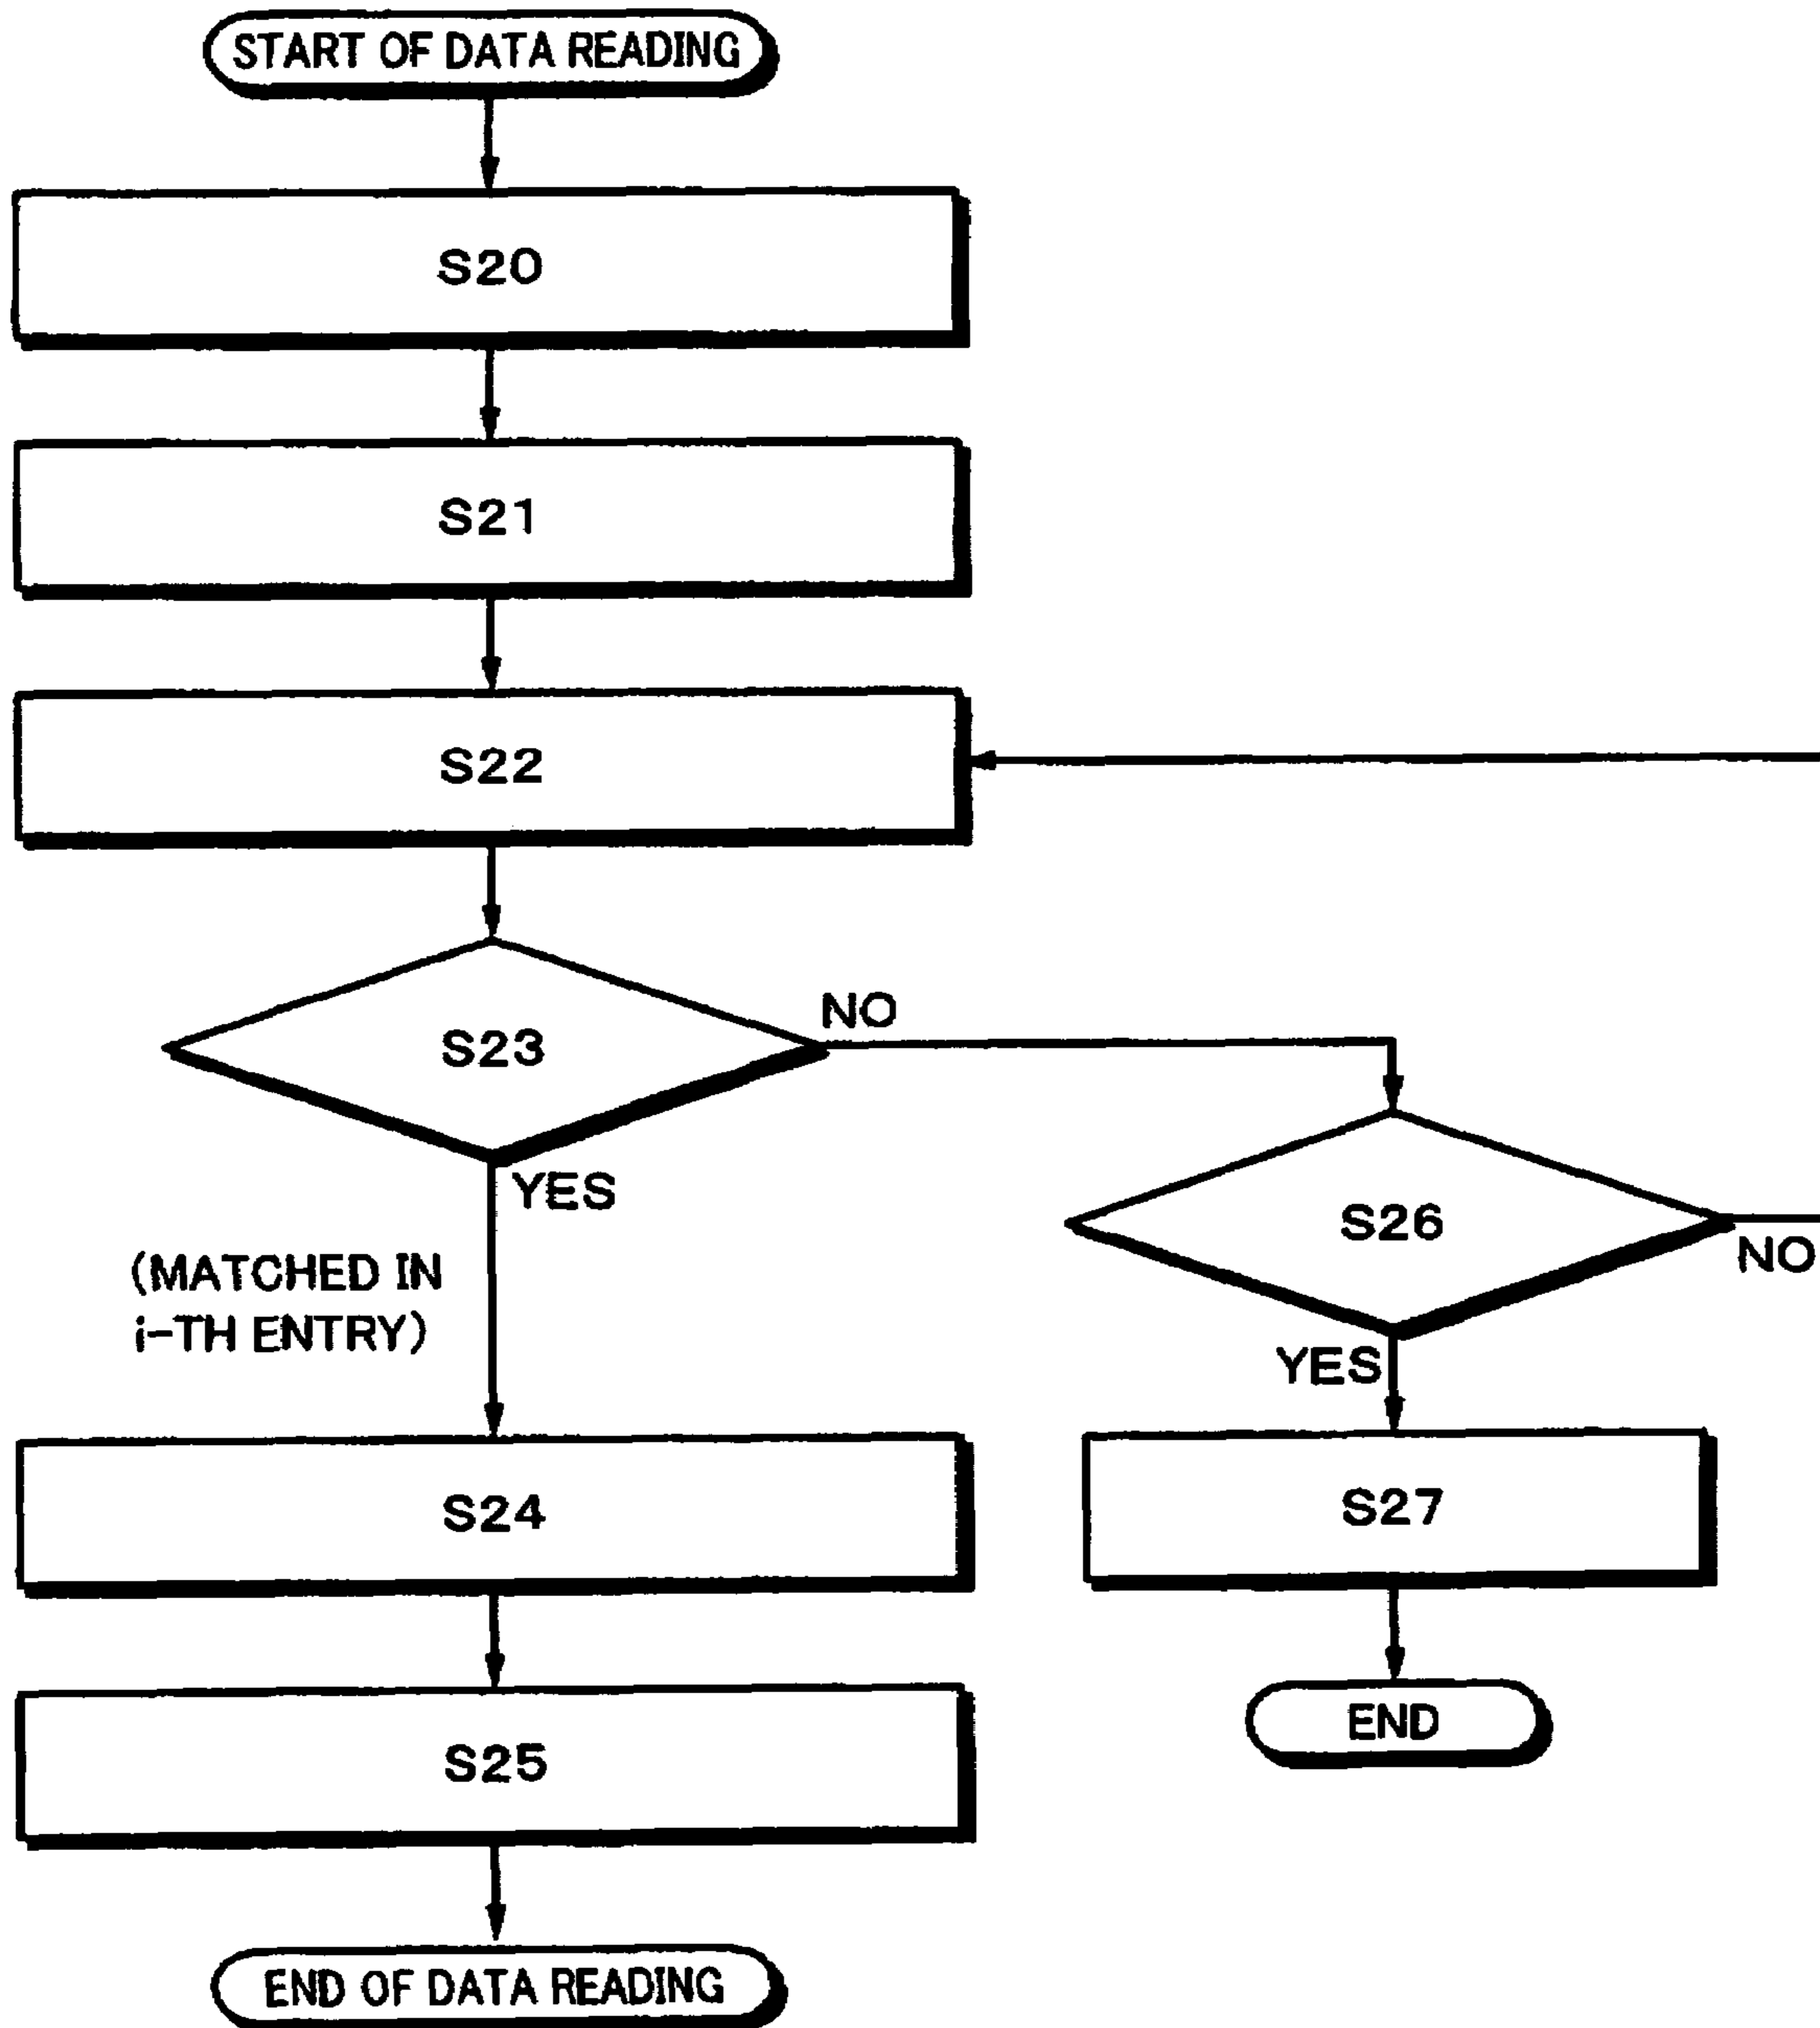 START OF DATA READING
S20
S21
S22
S23
NO
YES
(MATCHED IN
i-TH ENTRY)
S26
NO
YES
S24
S27
S25
END
END OF DATA READING